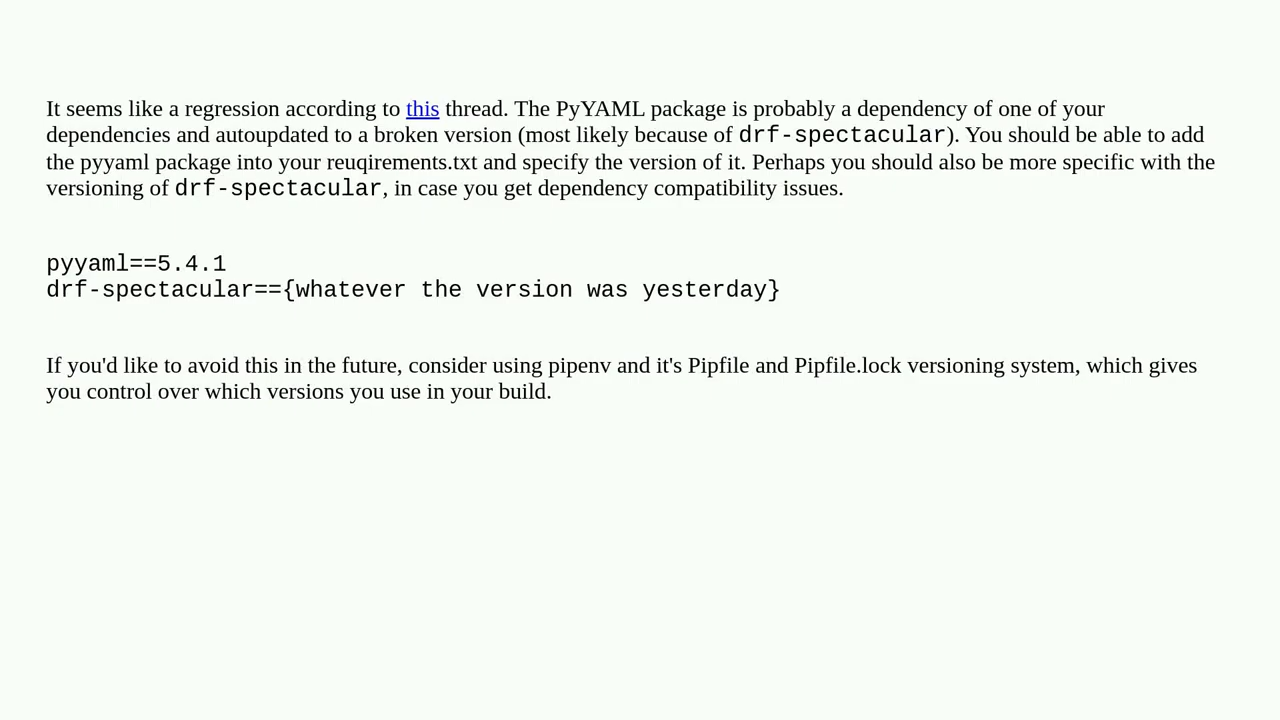 It seems like a regression according to this thread. The PyYAML package is probably a dependency of one of your
dependencies and autoupdated to a broken version (most likely because of drf-spectacular). You should be able to add
the pyyaml package into your reuqirements.txt and specify the version of it. Perhaps you should also be more specific with the
versioning of drf-spectacular, in case you get dependency compatibility issues.
pyyaml==5.4.1
drf-spectacular=={whatever the version was yesterday}
If you'd like to avoid this in the future, consider using pipenv and it's Pipfile and Pipfile.lock versioning system, which gives
you control over which versions you use in your build.